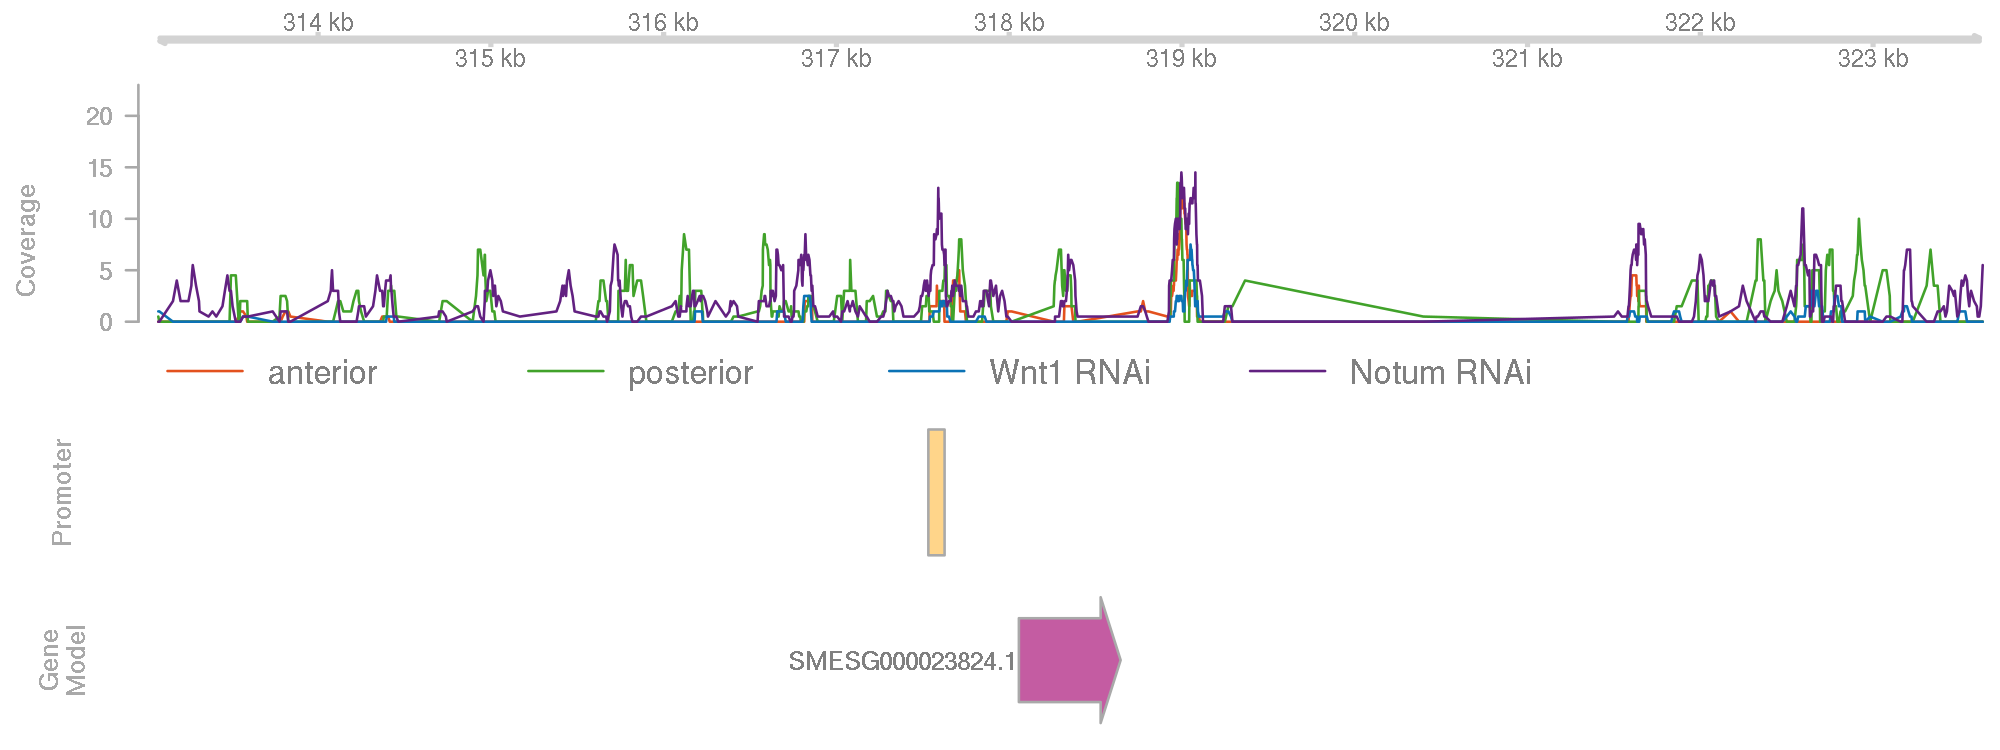 314 kb 316 kb 318 kb 320 kb 322 kb
315 kb 317 kb 319 kb 321 kb 323 kb
Coverage
20
15
10
5
0
anterior posterior Wnt1 RNAi Notum RNAi
Promoter
Gene
Model
SMESG000023824.1